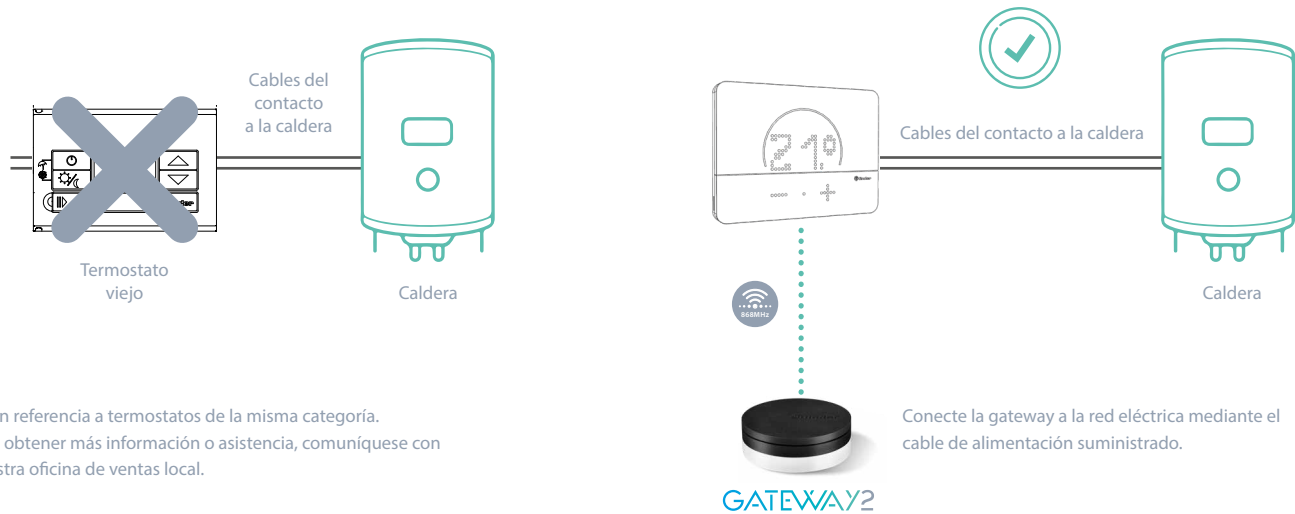 Cables del
contacto
a la caldera
Termostato
viejo
Caldera
n referencia a termostatos de la misma categoría.
obtener más información o asistencia, comuníquese con
stra oficina de ventas local.
21º
Cables del contacto a la caldera
868MHz
Caldera
Conecte la gateway a la red eléctrica mediante el
cable de alimentación suministrado.
GATEWAY2